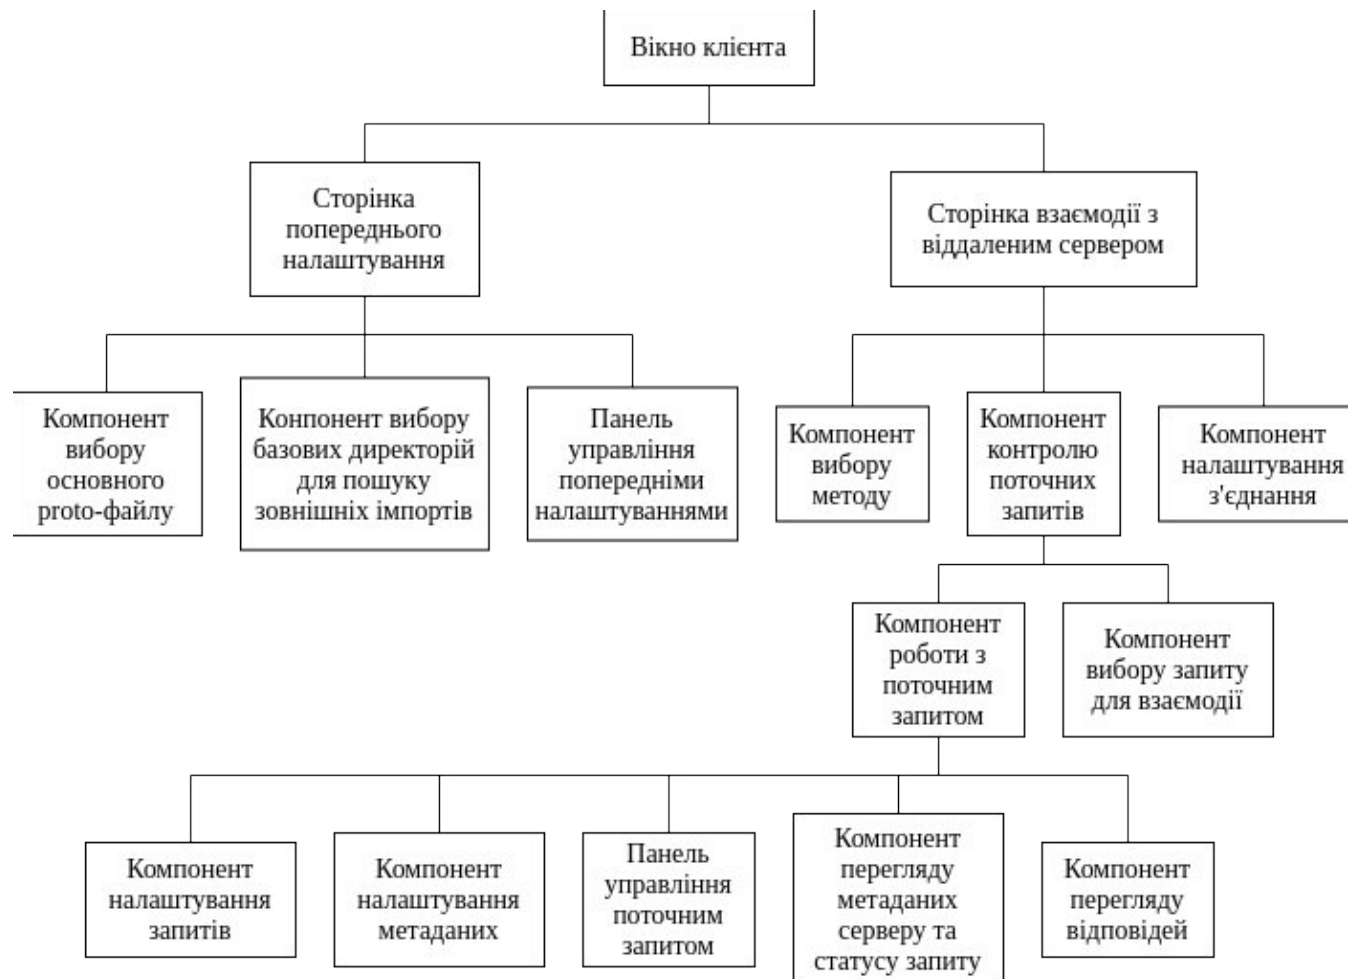 Вікно клієнта
Сторінка
попереднього
налаштування
Сторінка взаємодії з
віддаленим сервером
Компонент
вибору
основного
proto-файлу
Конпонент вибору
базових директорій
для пошуку
зовнішніх імпортів
Панель
управління
попередніми
налаштуваннями
Компонент
вибору
методу
Компонент
контролю
поточних
запитів
Компонент
налаштування
з'єднання
Компонент
роботи з
поточним
запитом
Компонент
вибору запиту
для взаємодії
Компонент
налаштування
запитів
Компонент
налаштування
метаданих
Панель
управління
поточним
запитом
Компонент
перегляду
метаданих
серверу та
статусу запиту
Компонент
перегляду
відповідей